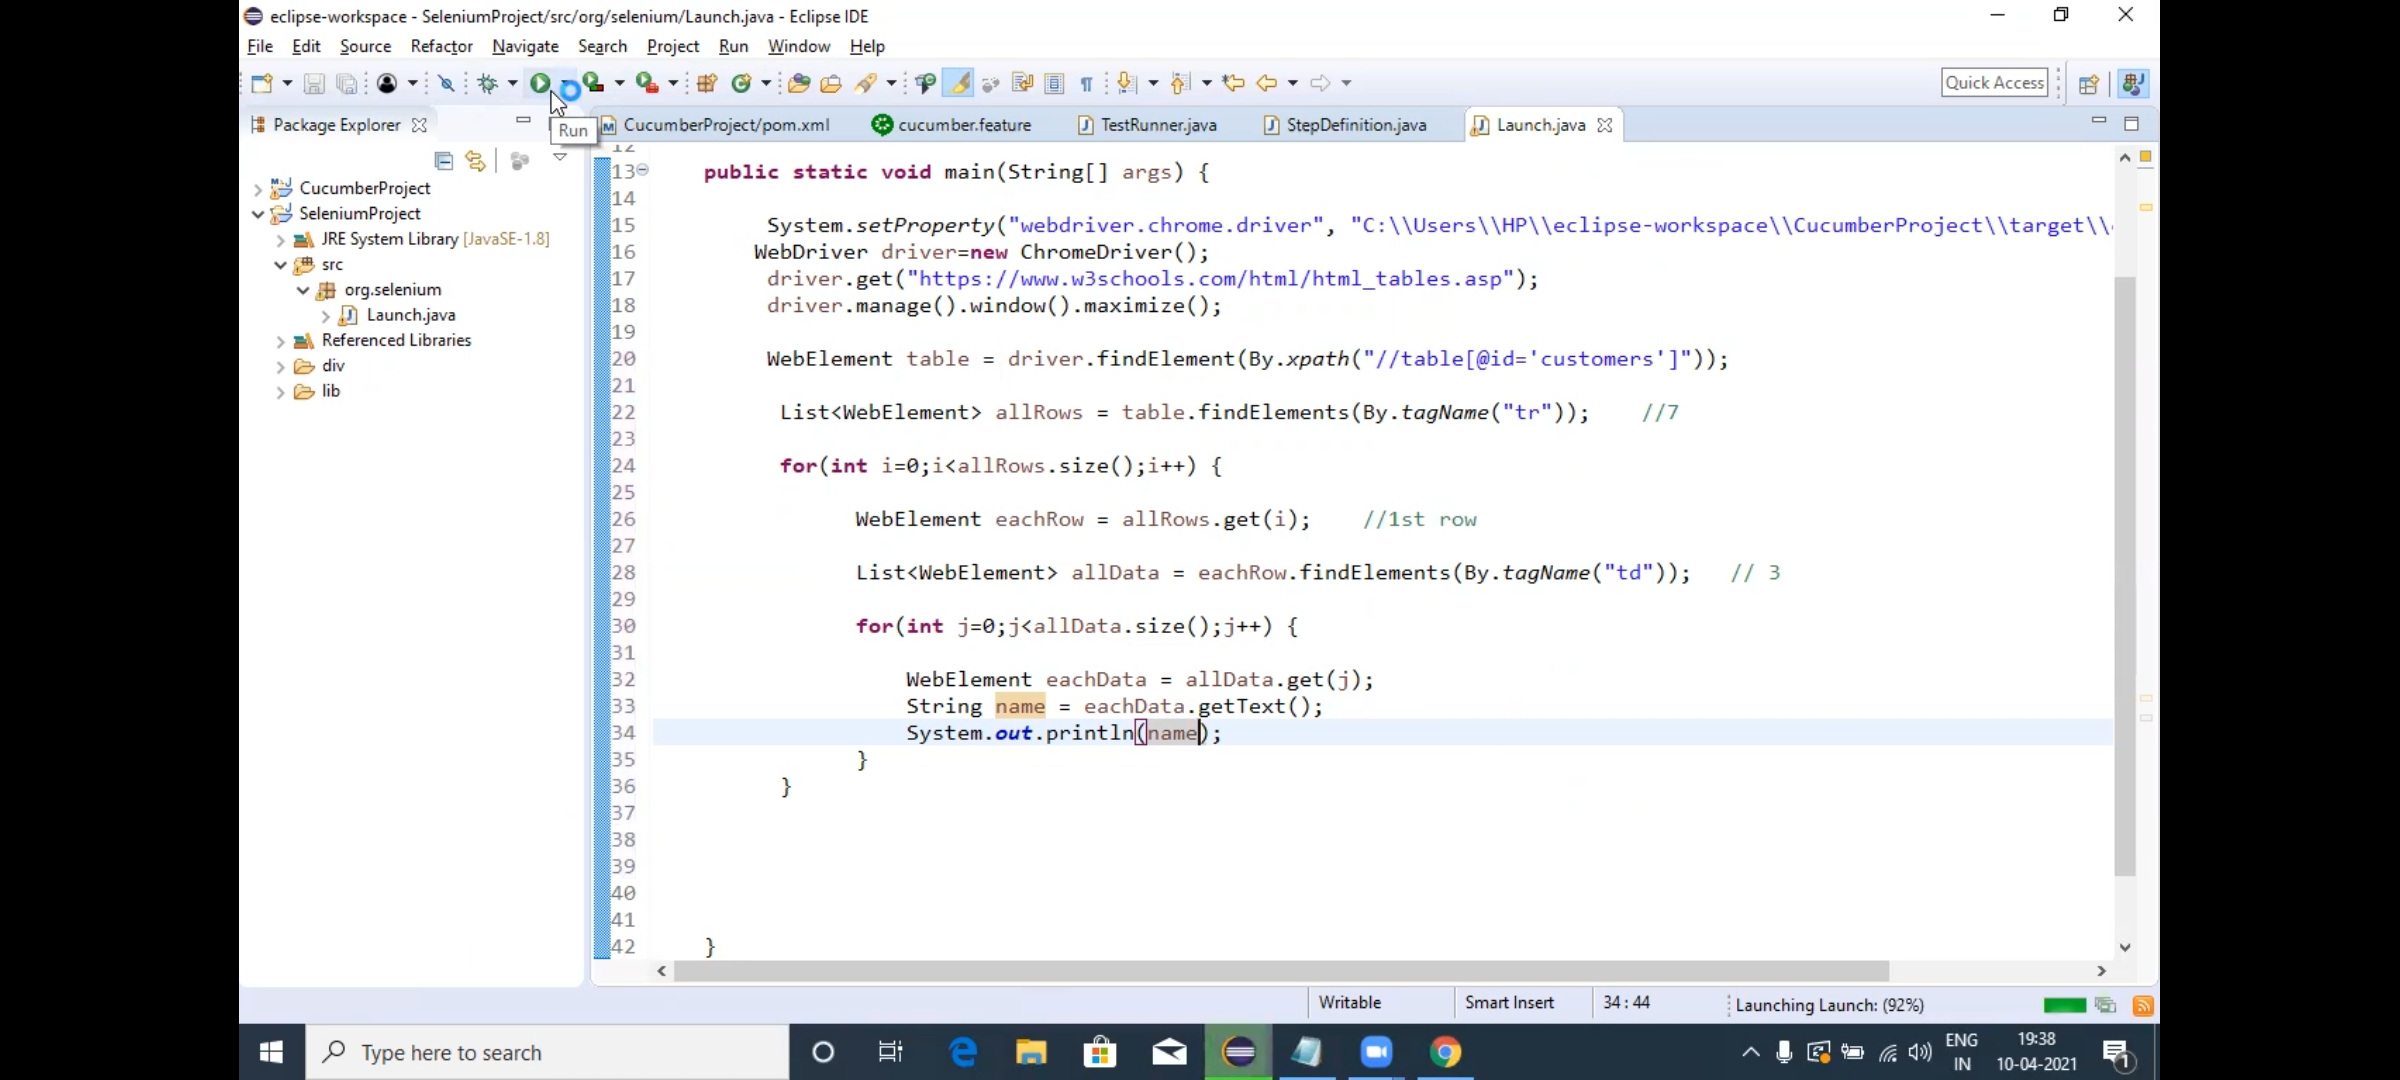 eclipse-workspace - SeleniumProject/src/org/selenium/Launch.java - Eclipse IDE
File Edit Source Refactor Navigate Search Project Run Window Help
Quick Access
Package Explorer
Run
CucumberProject/pom.xml cucumber.feature TestRunner.java StepDefinition.java Launch.java
CucumberProject
SeleniumProject
JRE System Library [JavaSE-1.8]
src
org.selenium
Launch.java
Referenced Libraries
div
lib
12
13 public static void main(String[] args) {
14
15 System.setProperty("webdriver.chrome.driver", "C:\\Users\\HP\\eclipse-workspace\\CucumberProject\\target\\
16 WebDriver driver=new ChromeDriver();
17 driver.get("https://www.w3schools.com/html/html_tables.asp");
18 driver.manage().window().maximize();
19
20 WebElement table = driver.findElement(By.xpath("//table[@id='customers']"));
21
22 List<WebElement> allRows = table.findElements(By.tagName("tr")); //7
23
24 for(int i=0;i<allRows.size();i++) {
25
26 WebElement eachRow = allRows.get(i); //1st row
27
28 List<WebElement> allData = eachRow.findElements(By.tagName("td")); // 3
29
30 for(int j=0;j<allData.size();j++) {
31
32 WebElement eachData = allData.get(j);
33 String name = eachData.getText();
34 System.out.println(name);
35 }
36 }
37
38
39
40
41
42 }
Writable Smart Insert 34:44 Launching Launch: (92%)
Type here to search
ENG
IN
19:38
10-04-2021
1